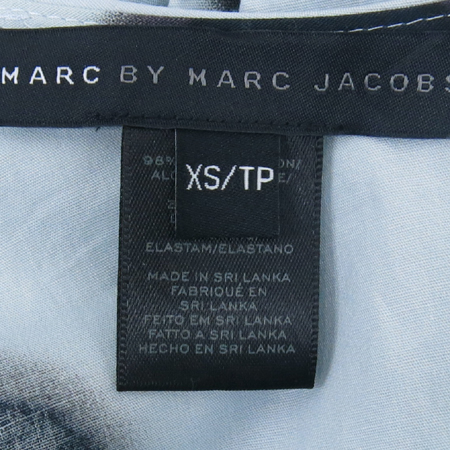 MARC BY MARC JACOBS
98%
XS/TP
ELASTAM/ELASTANO
MADE IN SRI LANKA
FABRIQUÉ EN
SRI LANKA
FEITO EM SRI LANKA
FATTO A SRI LANKA
HECHO EN SRI LANKA